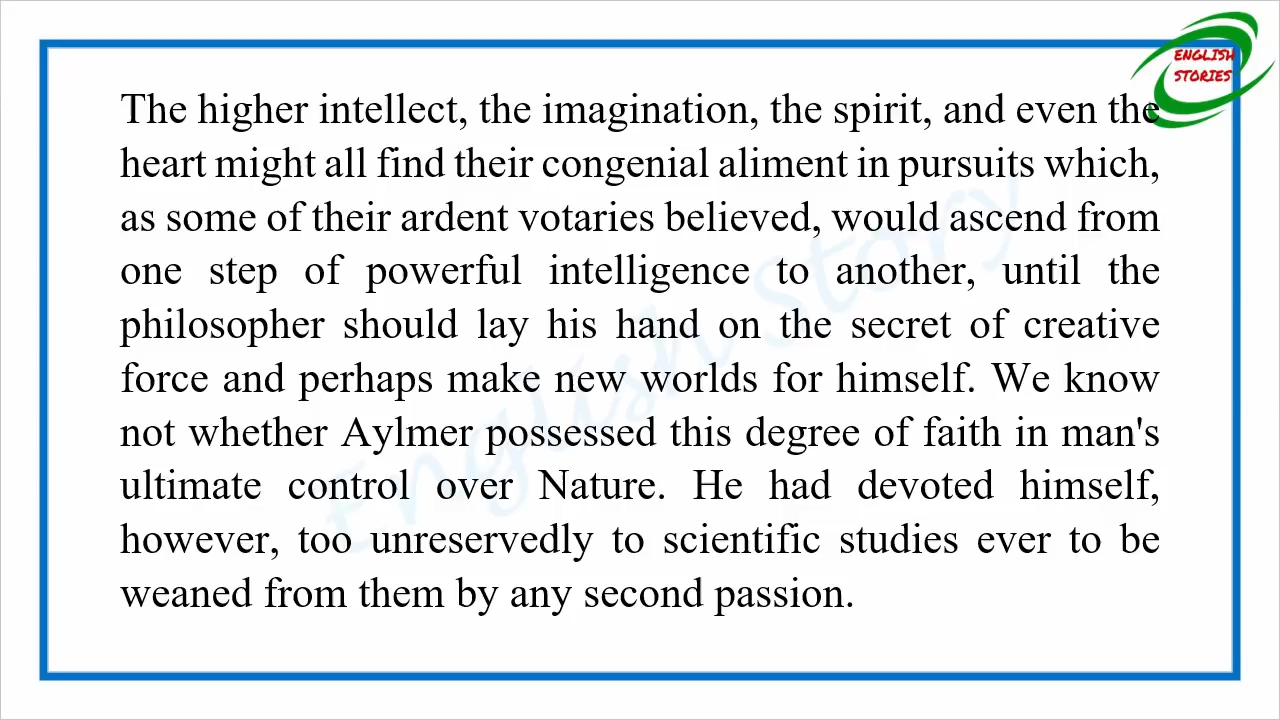 ENGLISH
STORIES
The higher intellect, the imagination, the spirit, and even the
heart might all find their congenial aliment in pursuits which,
as some of their ardent votaries believed, would ascend from
one step of powerful intelligence to another, until the
philosopher should lay his hand on the secret of creative
force and perhaps make new worlds for himself. We know
not whether Aylmer possessed this degree of faith in man's
ultimate control over Nature. He had devoted himself,
however, too unreservedly to scientific studies ever to be
weaned from them by any second passion.
English story